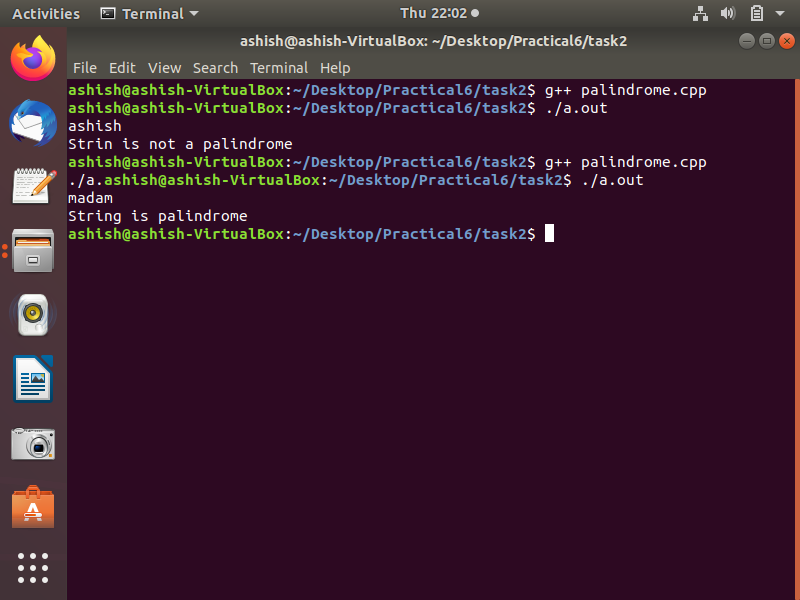 Activities Terminal Thu 22:02
ashish@ashish-VirtualBox: ~/Desktop/Practical6/task2
File Edit View Search Terminal Help
ashish@ashish-VirtualBox:~/Desktop/Practical6/task2$ g++ palindrome.cpp
ashish@ashish-VirtualBox:~/Desktop/Practical6/task2$ ./a.out
ashish
Strin is not a palindrome
ashish@ashish-VirtualBox:~/Desktop/Practical6/task2$ g++ palindrome.cpp
./a.ashish@ashish-VirtualBox:~/Desktop/Practical6/task2$ ./a.out
madam
String is palindrome
ashish@ashish-VirtualBox:~/Desktop/Practical6/task2$